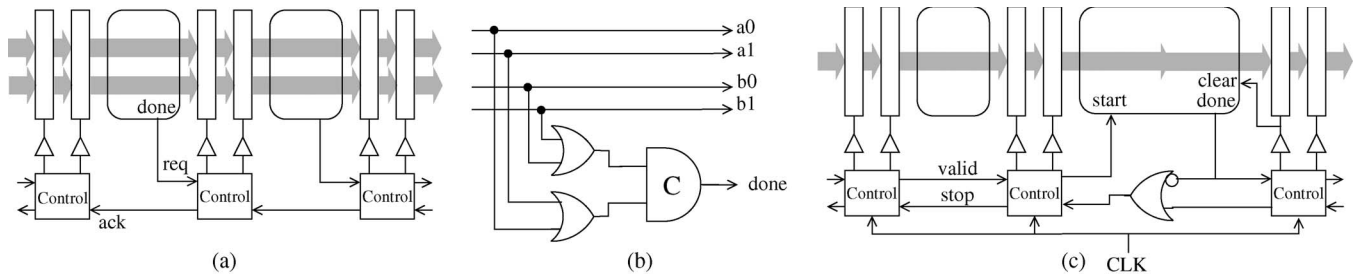 done
req
Control
Control
Control
ack
(a)
a0
a1
b0
b1
C
done
(b)
start
clear
done
valid
stop
Control
Control
Control
CLK
(c)